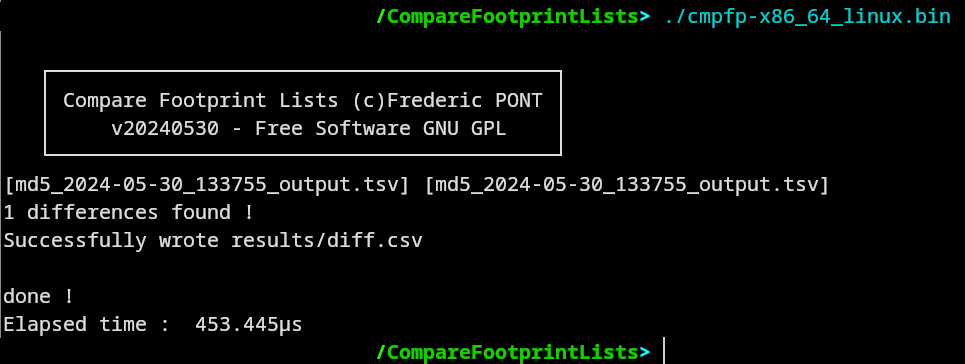 /CompareFootprintLists> ./cmpfp-x86_64_linux.bin
Compare Footprint Lists (c)Frederic PONT
v20240530 - Free Software GNU GPL
[md5_2024-05-30_133755_output.tsv] [md5_2024-05-30_133755_output.tsv]
1 differences found !
Successfully wrote results/diff.csv
done !
Elapsed time :  453.445µs
/CompareFootprintLists>